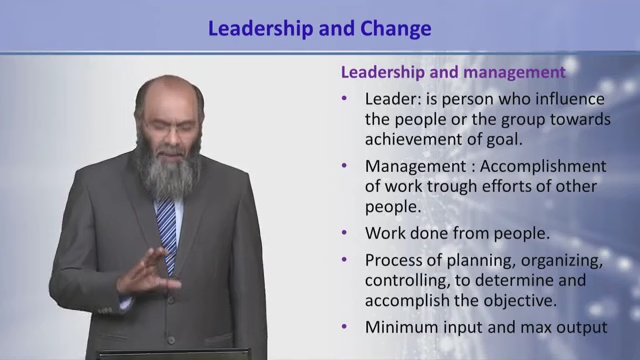 Leadership and Change
Leadership and management
• Leader: is person who influence
the people or the group towards
achievement of goal.
• Management : Accomplishment
of work trough efforts of other
people.
• Work done from people.
• Process of planning, organizing,
controlling, to determine and
accomplish the objective.
• Minimum input and max output